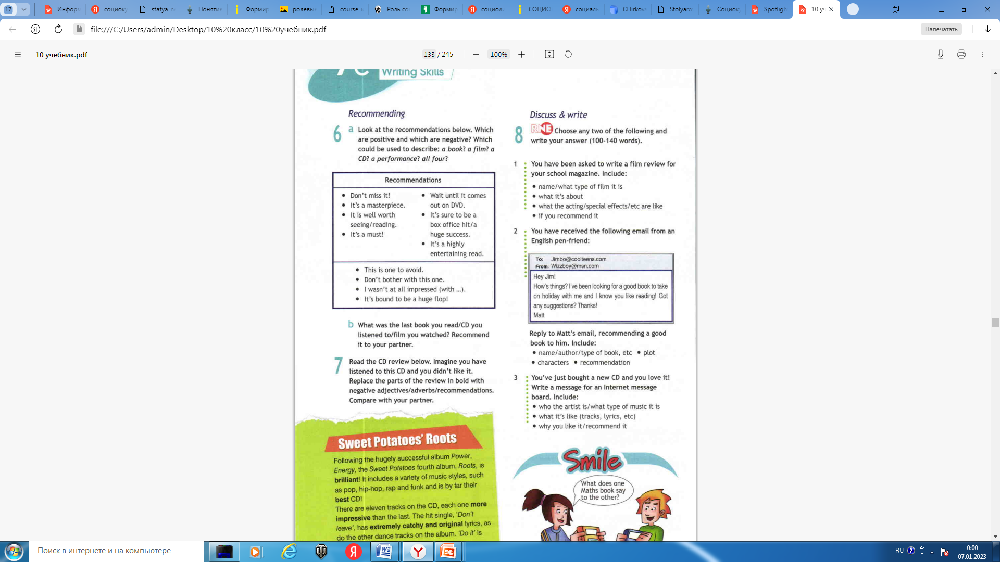 17
Информ
социоку
statya_п
Понятие
Формир
ролевые
course_i
Роль соц
Формир
социоли
СОЦИО
социаль
CHirkova
Stolyaro
Социоку
Spotligh
10 уч
file:///C:/Users/admin/Desktop/10%20класс/10%20учебник.pdf
Напечатать
10 учебник.pdf
133 / 245
100%
Writing Skills
Recommending
6 a Look at the recommendations below. Which
are positive and which are negative? Which
could be used to describe: a book? a film? a
CD? a performance? all four?
Recommendations
• Don't miss it!
• It's a masterpiece.
• It is well worth
seeing/reading.
• It's a must!
• Wait until it comes
out on DVD.
• It's sure to be a
box office hit/a
huge success.
• It's a highly
entertaining read.
• This is one to avoid.
• Don't bother with this one.
• I wasn't at all impressed (with ...).
• It's bound to be a huge flop!
b What was the last book you read/CD you
listened to/film you watched? Recommend
it to your partner.
7 Read the CD review below. Imagine you have
listened to this CD and you didn't like it.
Replace the parts of the review in bold with
negative adjectives/adverbs/recommendations.
Compare with your partner.
Sweet Potatoes' Roots
Following the hugely successful album Power,
Energy, the Sweet Potatoes fourth album, Roots, is
brilliant! It includes a variety of music styles, such
as pop, hip-hop, rap and funk and is by far their
best CD!
There are eleven tracks on the CD, each one more
impressive than the last. The hit single, 'Don't
leave', has extremely catchy and original lyrics, as
do the other dance tracks on the album. 'Do it' is
Discuss & write
8 RNE Choose any two of the following and
write your answer (100-140 words).
1 You have been asked to write a film review for
your school magazine. Include:
• name/what type of film it is
• what it's about
• what the acting/special effects/etc are like
• if you recommend it
2 You have received the following email from an
English pen-friend:
To: Jimbo@coolteens.com
From: Wizzboy@msn.com
Hey Jim!
How's things? I've been looking for a good book to take
on holiday with me and I know you like reading! Got
any suggestions? Thanks!
Matt
Reply to Matt's email, recommending a good
book to him. Include:
• name/author/type of book, etc • plot
• characters • recommendation
3 You've just bought a new CD and you love it!
Write a message for an Internet message
board. Include:
• who the artist is/what type of music it is
• what it's like (tracks, lyrics, etc)
• why you like it/recommend it
Smile
What does one
Maths book say
to the other?
Поиск в интернете и на компьютере
RU
0:00
07.01.2023